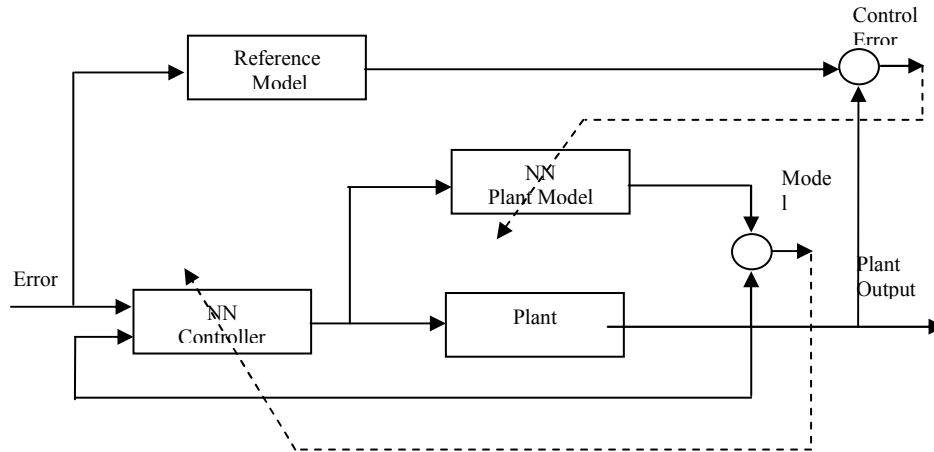 Control
Error
Reference
Model
NN
Plant Model
Mode
l
Error
Plant
Output
NN
Controller
Plant